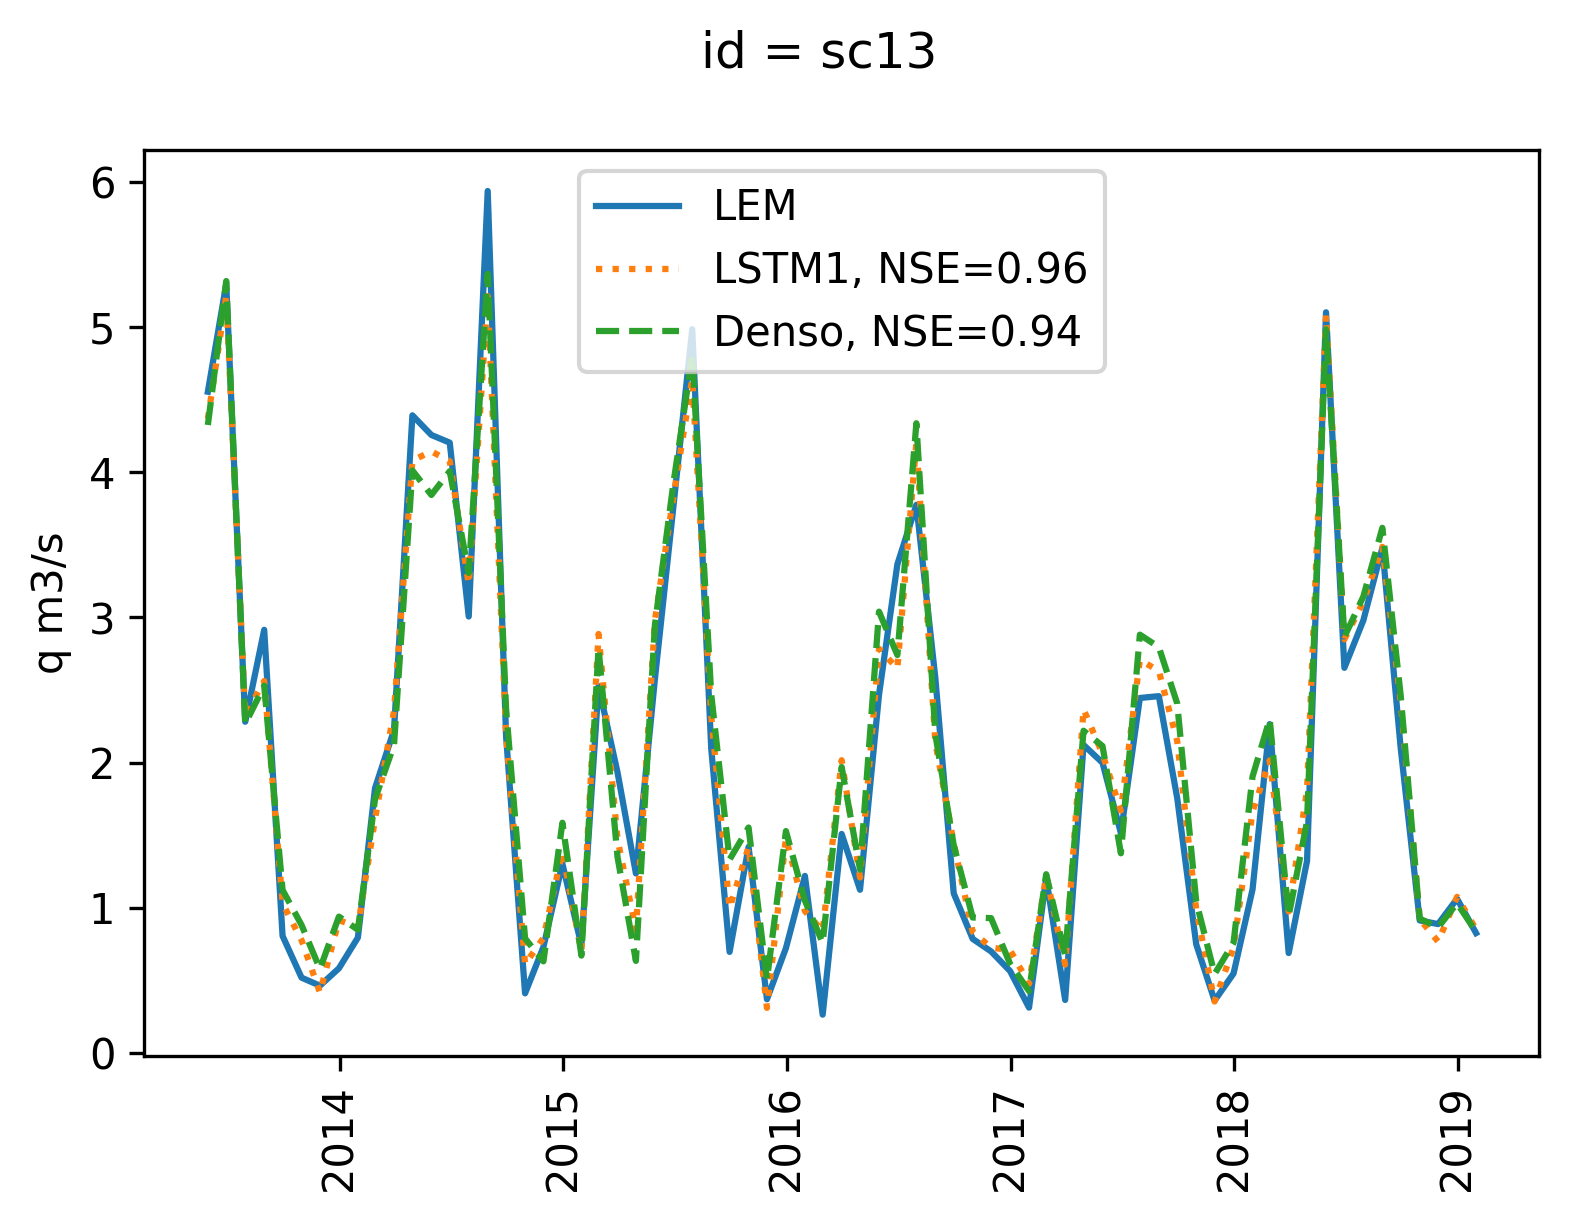 id = sc13
LEM
LSTM1, NSE=0.96
Denso, NSE=0.94
q m3/s
6
5
4
3
2
1
0
2014
2015
2016
2017
2018
2019